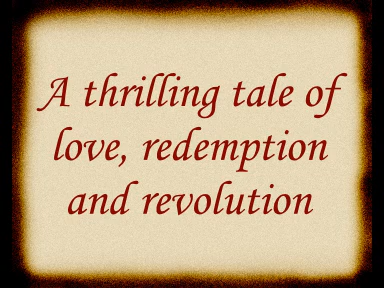 A thrilling tale of
love, redemption
and revolution